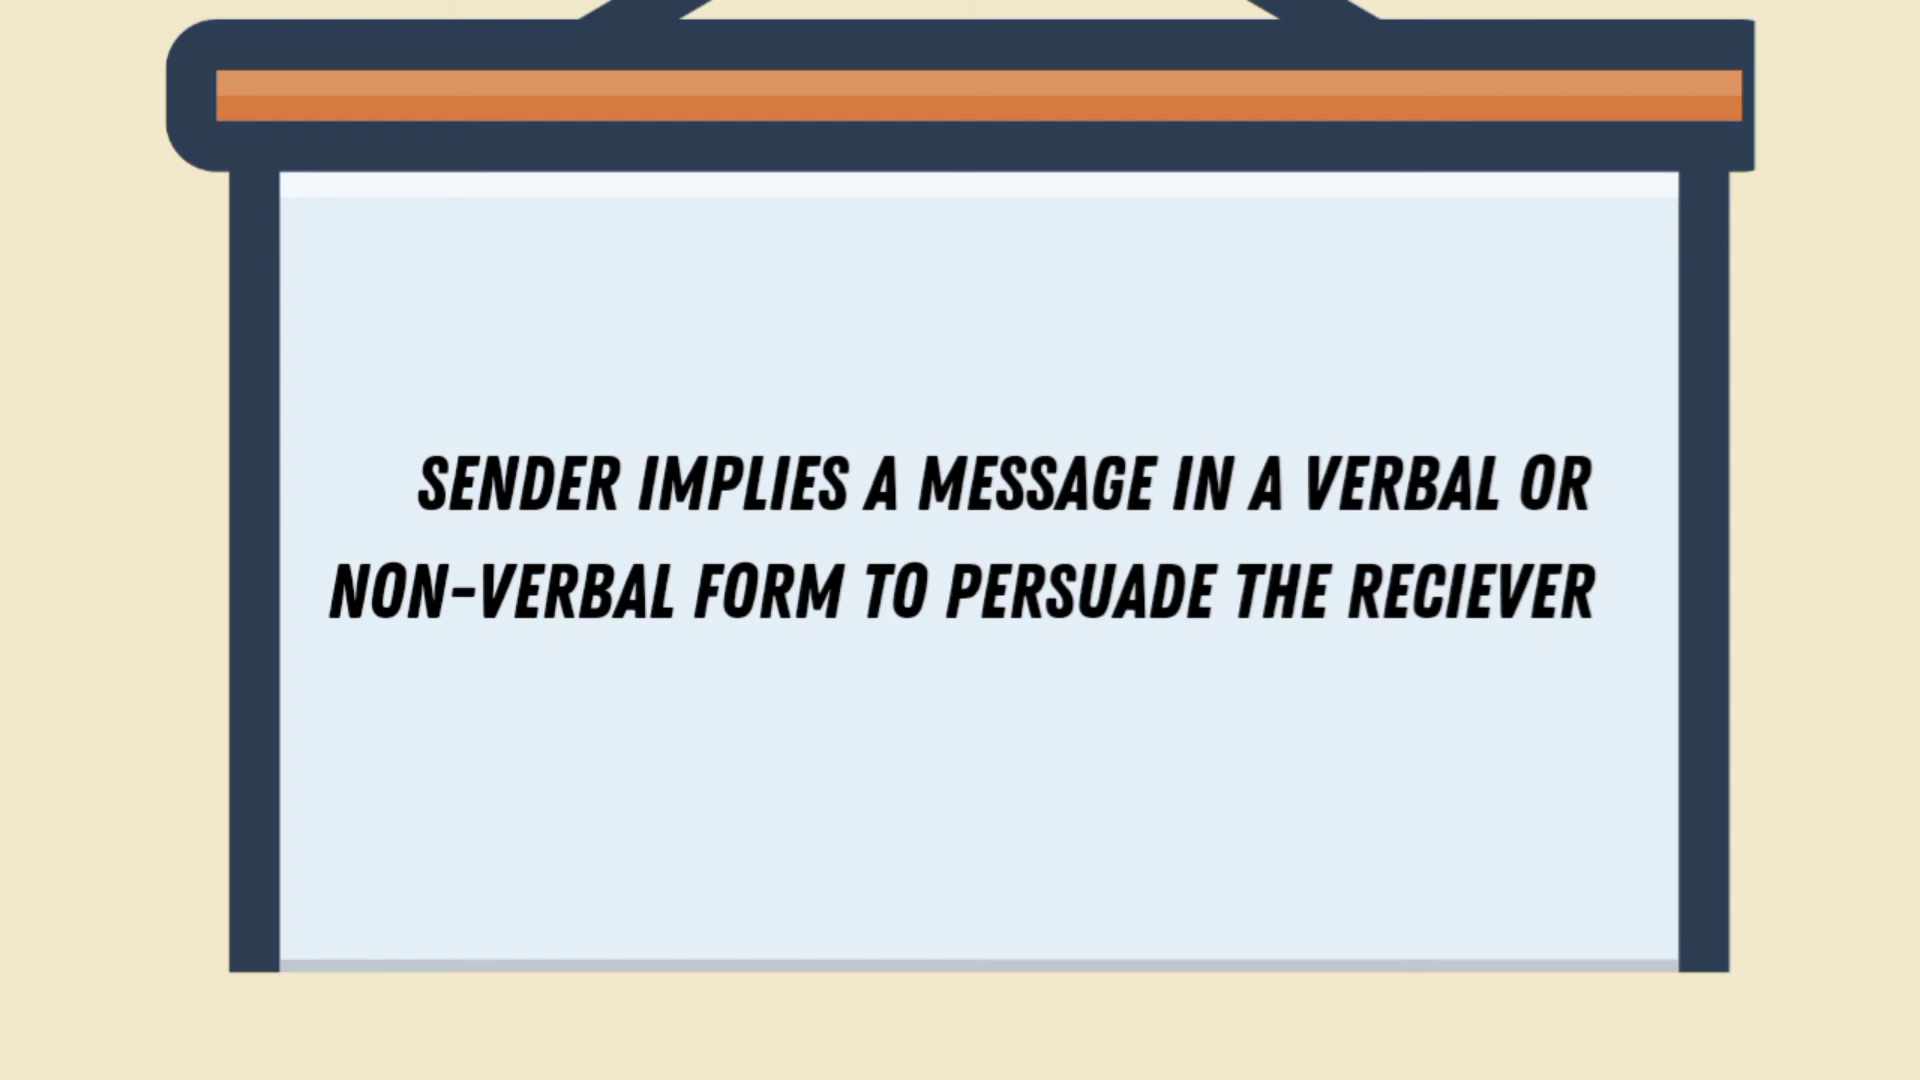 SENDER IMPLIES A MESSAGE IN A VERBAL OR
NON-VERBAL FORM TO PERSUADE THE RECIEVER